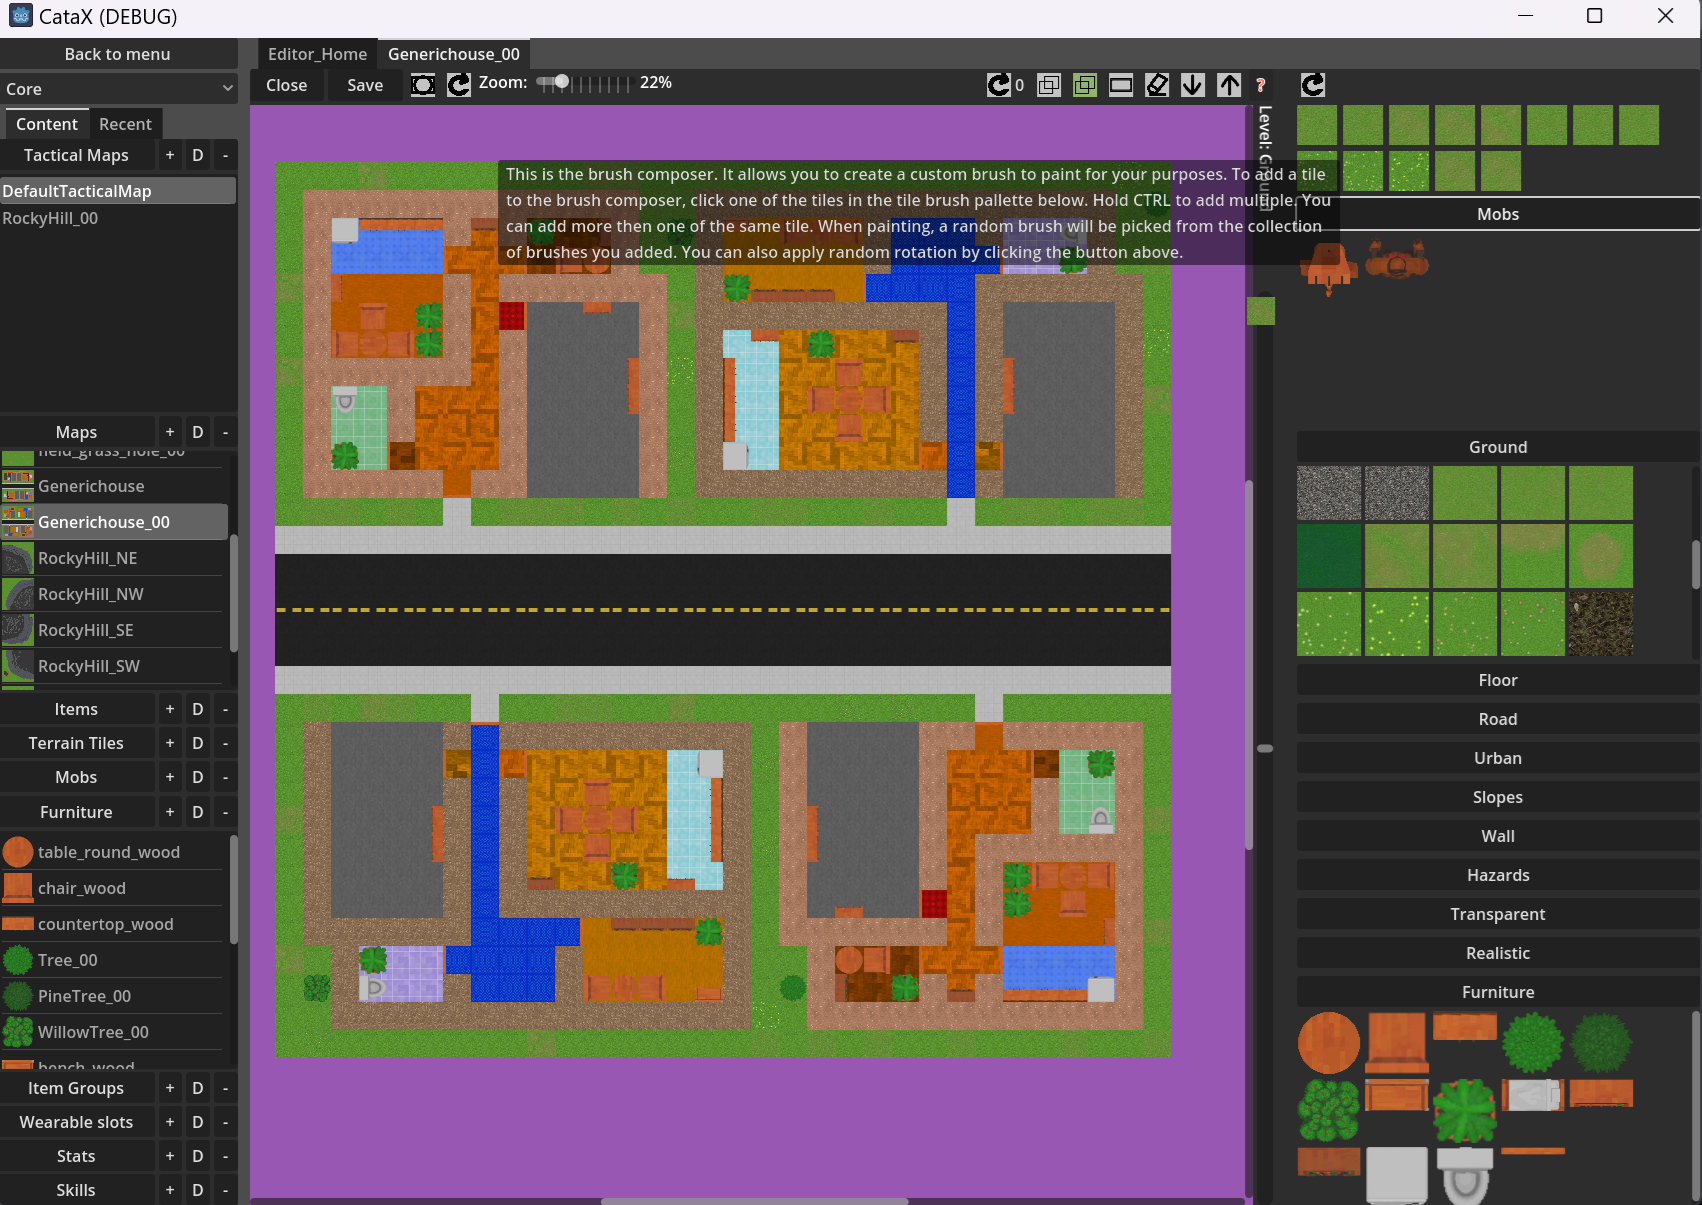 CataX (DEBUG)
Back to menu
Editor_Home
Generichouse_00
Core
Close
Save
Zoom:
22%
0
?
Content
Recent
Level: Ground
Tactical Maps
+
D
-
DefaultTacticalMap
RockyHill_00
This is the brush composer. It allows you to create a custom brush to paint for your purposes. To add a tile
to the brush composer, click one of the tiles in the tile brush pallette below. Hold CTRL to add multiple. You
can add more then one of the same tile. When painting, a random brush will be picked from the collection
of brushes you added. You can also apply random rotation by clicking the button above.
Mobs
Maps
+
D
-
field_grass_hole_00
Generichouse
Generichouse_00
RockyHill_NE
RockyHill_NW
RockyHill_SE
RockyHill_SW
Ground
Items
+
D
-
Terrain Tiles
+
D
-
Mobs
+
D
-
Furniture
+
D
-
table_round_wood
chair_wood
countertop_wood
Tree_00
PineTree_00
WillowTree_00
bench_wood
Item Groups
+
D
-
Wearable slots
+
D
-
Stats
+
D
-
Skills
+
D
-
Floor
Road
Urban
Slopes
Wall
Hazards
Transparent
Realistic
Furniture